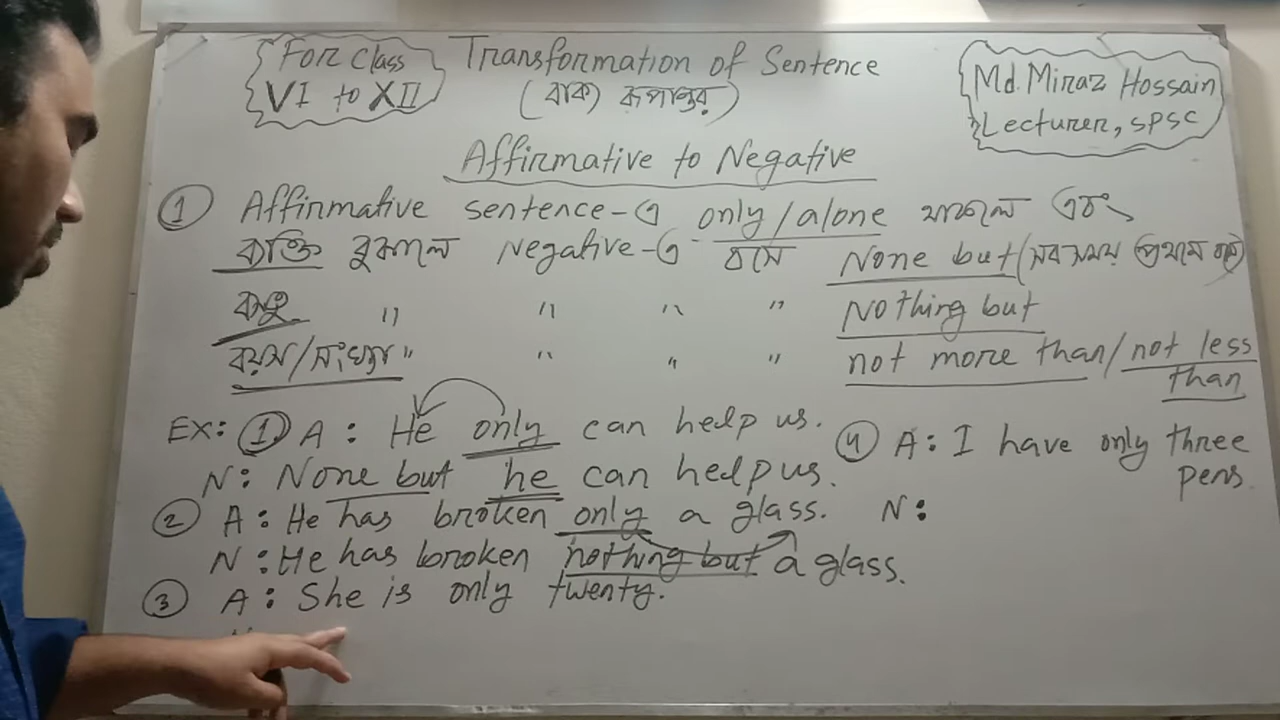 For class
VI to XII
Transformation of Sentence
(বাক্য রূপান্তর)
Md. Miraz Hossain
Lecturer, SPSC
Affirmative to Negative
① Affirmative sentence-এ only/alone থাকলে এবং
ব্যক্তি বুঝালে Negative-এ বসে None but (সব সময় প্রথমে বসে)
বস্তু " " " " Nothing but
বয়স/সংখ্যা " " " " not more than/not less
than
Ex: ① A: He only can help us.
N: None but he can help us.
② A: He has broken only a glass.
N: He has broken nothing but a glass.
③ A: She is only twenty.
④ A: I have only three
pens.
N: